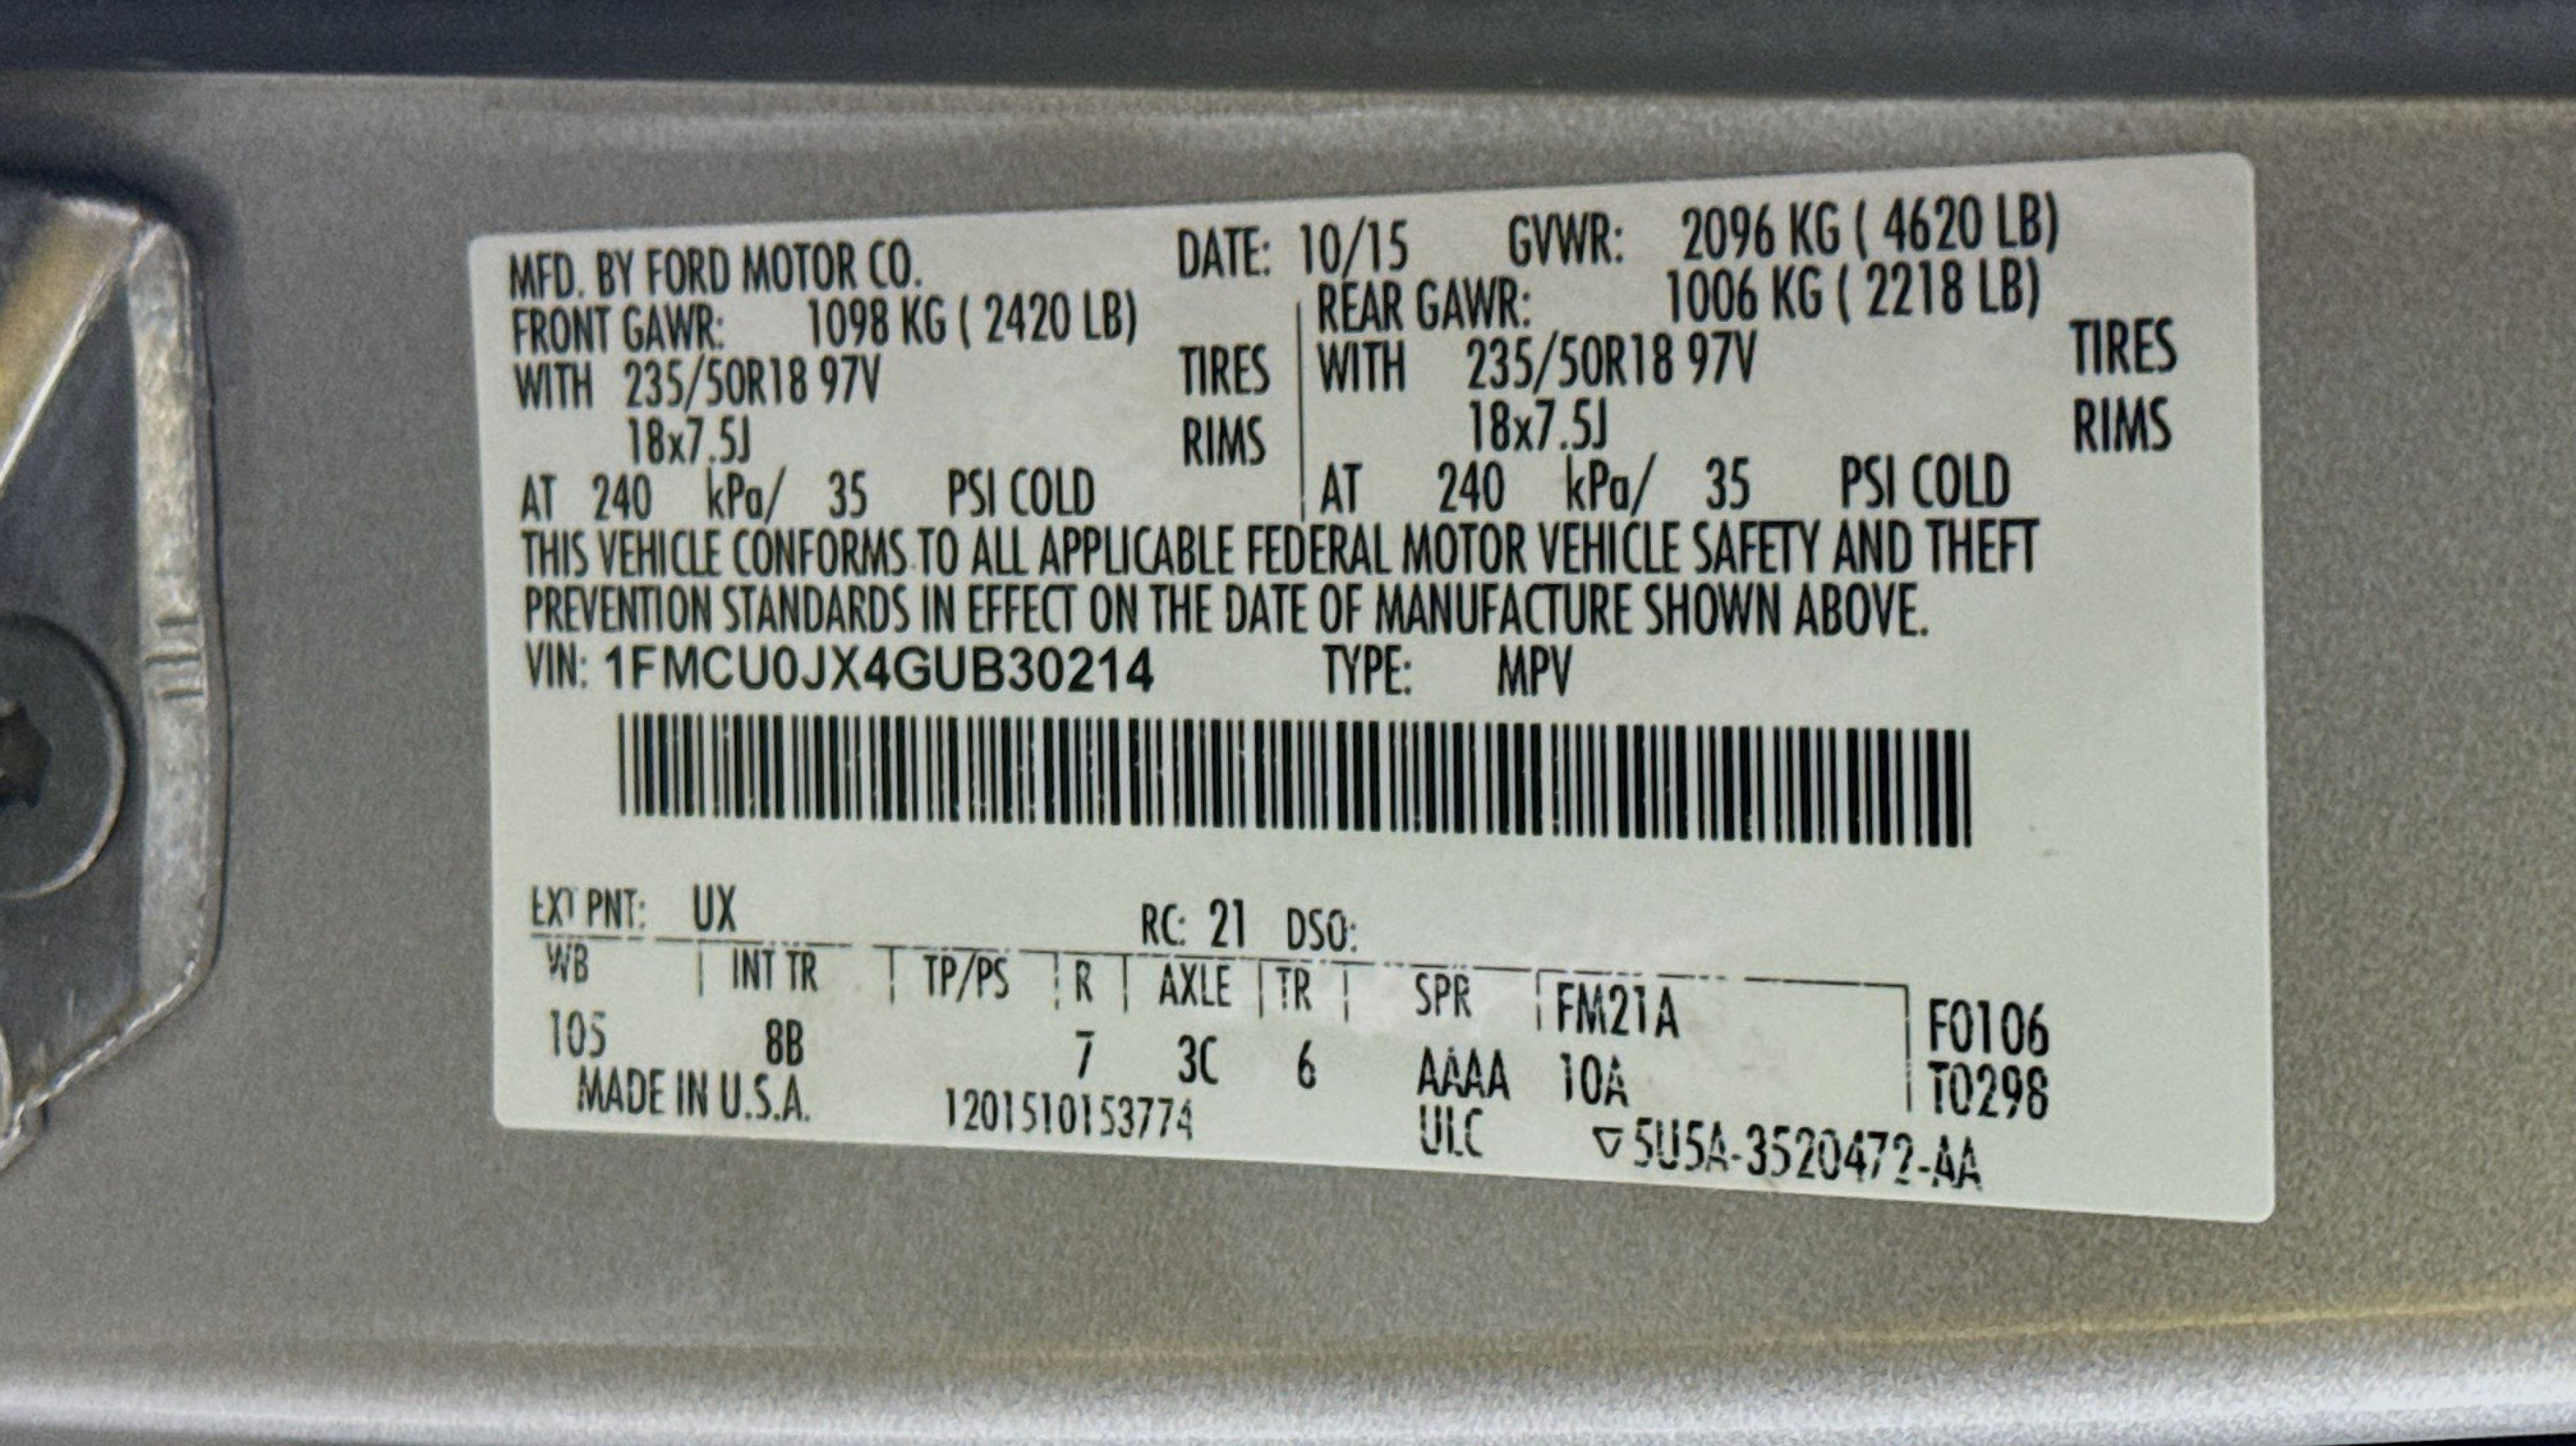 MFD. BY FORD MOTOR CO. DATE: 10/15 GVWR: 2096 KG ( 4620 LB)
FRONT GAWR: 1098 KG ( 2420 LB) REAR GAWR: 1006 KG ( 2218 LB)
WITH 235/50R18 97V TIRES WITH 235/50R18 97V TIRES
18x7.5J RIMS 18x7.5J RIMS
AT 240 kPa/ 35 PSI COLD AT 240 kPa/ 35 PSI COLD
THIS VEHICLE CONFORMS TO ALL APPLICABLE FEDERAL MOTOR VEHICLE SAFETY AND THEFT
PREVENTION STANDARDS IN EFFECT ON THE DATE OF MANUFACTURE SHOWN ABOVE.
VIN: 1FMCU0JX4GUB30214 TYPE: MPV
EXT PNT: UX RC: 21 DSO:
WB INT TR TP/PS R AXLE TR SPR FM21A F0106
105 8B 7 3C 6 AAAA 10A T0298
MADE IN U.S.A. 1201510153774 ULC ▽5U5A-3520472-AA